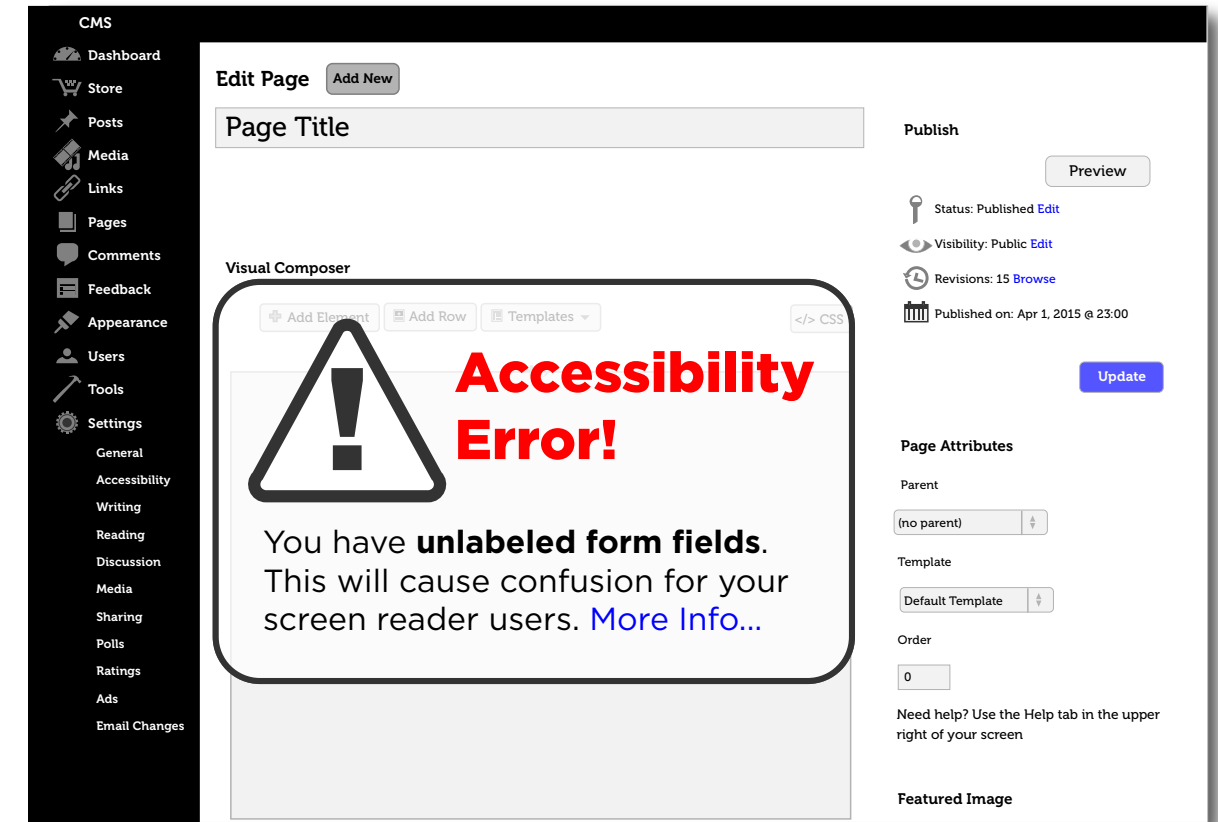 CMS
Dashboard
Store
Posts
Media
Links
Pages
Comments
Feedback
Appearance
Users
Tools
Settings
General
Accessibility
Writing
Reading
Discussion
Media
Sharing
Polls
Ratings
Ads
Email Changes
Edit Page Add New
Page Title
Visual Composer
Add Element Add Row Templates </> CSS
Accessibility
Error!
You have unlabeled form fields.
This will cause confusion for your
screen reader users. More Info...
Publish
Preview
Status: Published Edit
Visibility: Public Edit
Revisions: 15 Browse
Published on: Apr 1, 2015 @ 23:00
Update
Page Attributes
Parent
(no parent)
Template
Default Template
Order
0
Need help? Use the Help tab in the upper
right of your screen
Featured Image